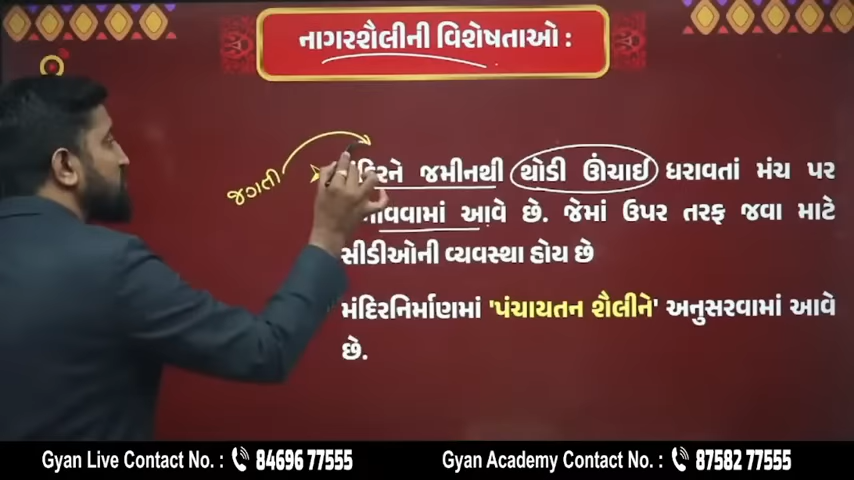 નાગરશૈલીની વિશેષતાઓ :
જગતી
જમીનથી થોડી ઊંચાઈ ધરાવતાં મંચ પર
આવે છે. જેમાં ઉપર તરફ જવા માટે
સીડીઓની વ્યવસ્થા હોય છે
મંદિરનિર્માણમાં 'પંચાયતન શૈલીને' અનુસરવામાં આવે
છે.
Gyan Live Contact No. : 84696 77555 Gyan Academy Contact No. : 87582 77555